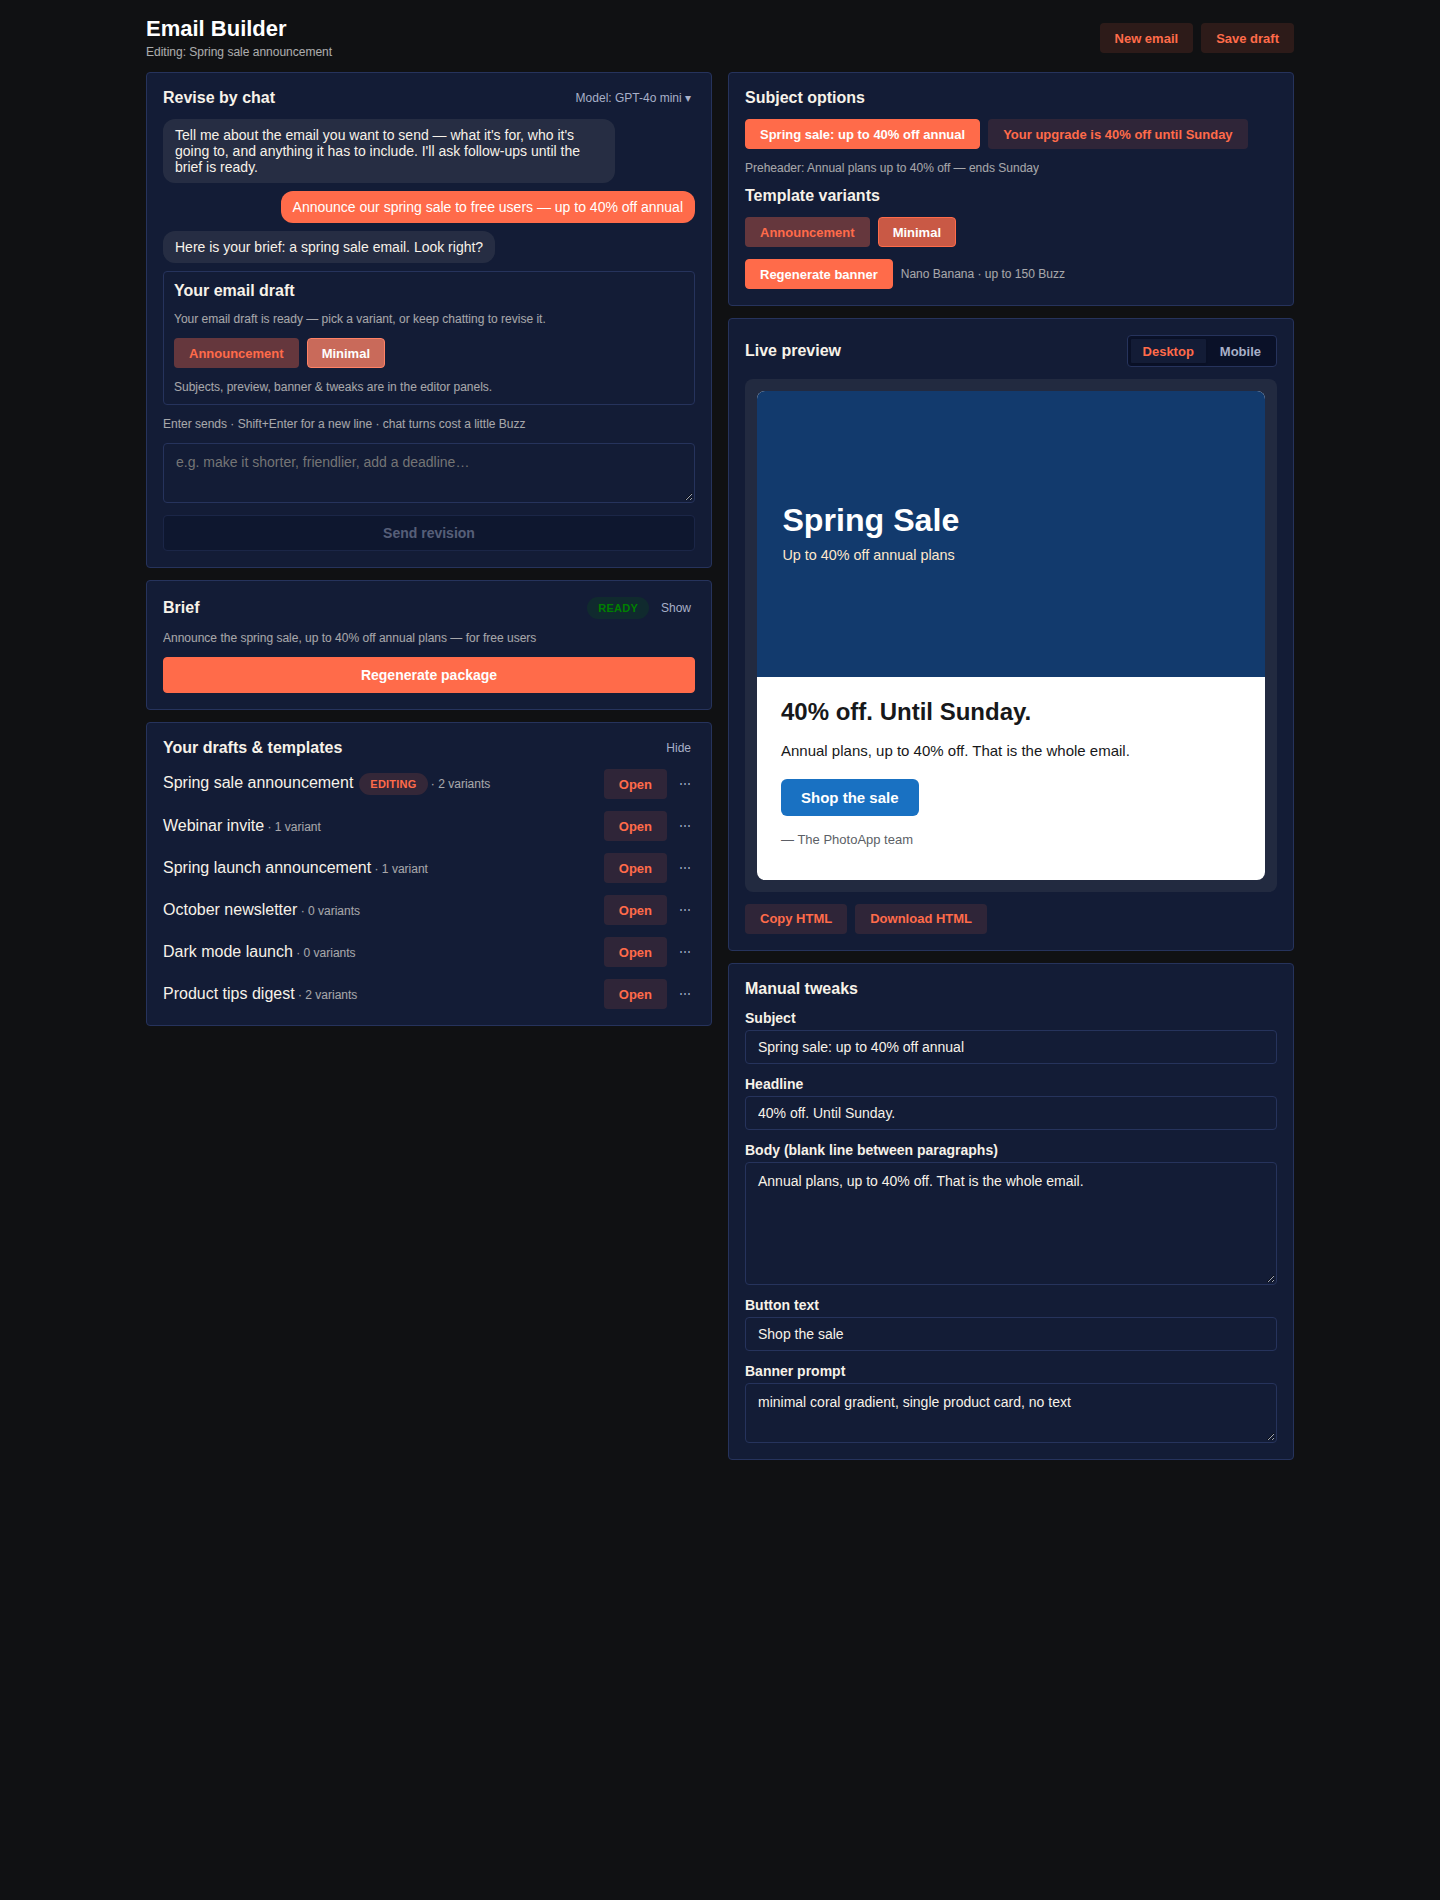 Email Builder
Editing: Spring sale announcement
New email
Save draft
Revise by chat
Model: GPT-4o mini ▾
Tell me about the email you want to send — what it's for, who it's
going to, and anything it has to include. I'll ask follow-ups until the
brief is ready.
Announce our spring sale to free users — up to 40% off annual
Here is your brief: a spring sale email. Look right?
Your email draft
Your email draft is ready — pick a variant, or keep chatting to revise it.
Announcement
Minimal
Subjects, preview, banner & tweaks are in the editor panels.
Enter sends · Shift+Enter for a new line · chat turns cost a little Buzz
e.g. make it shorter, friendlier, add a deadline…
Send revision
Brief
READY
Show
Announce the spring sale, up to 40% off annual plans — for free users
Regenerate package
Your drafts & templates
Hide
Spring sale announcement EDITING · 2 variants
Open
···
Webinar invite · 1 variant
Open
···
Spring launch announcement · 1 variant
Open
···
October newsletter · 0 variants
Open
···
Dark mode launch · 0 variants
Open
···
Product tips digest · 2 variants
Open
···
Subject options
Spring sale: up to 40% off annual
Your upgrade is 40% off until Sunday
Preheader: Annual plans up to 40% off — ends Sunday
Template variants
Announcement
Minimal
Regenerate banner
Nano Banana · up to 150 Buzz
Live preview
Desktop
Mobile
Spring Sale
Up to 40% off annual plans
40% off. Until Sunday.
Annual plans, up to 40% off. That is the whole email.
Shop the sale
— The PhotoApp team
Copy HTML
Download HTML
Manual tweaks
Subject
Spring sale: up to 40% off annual
Headline
40% off. Until Sunday.
Body (blank line between paragraphs)
Annual plans, up to 40% off. That is the whole email.
Button text
Shop the sale
Banner prompt
minimal coral gradient, single product card, no text